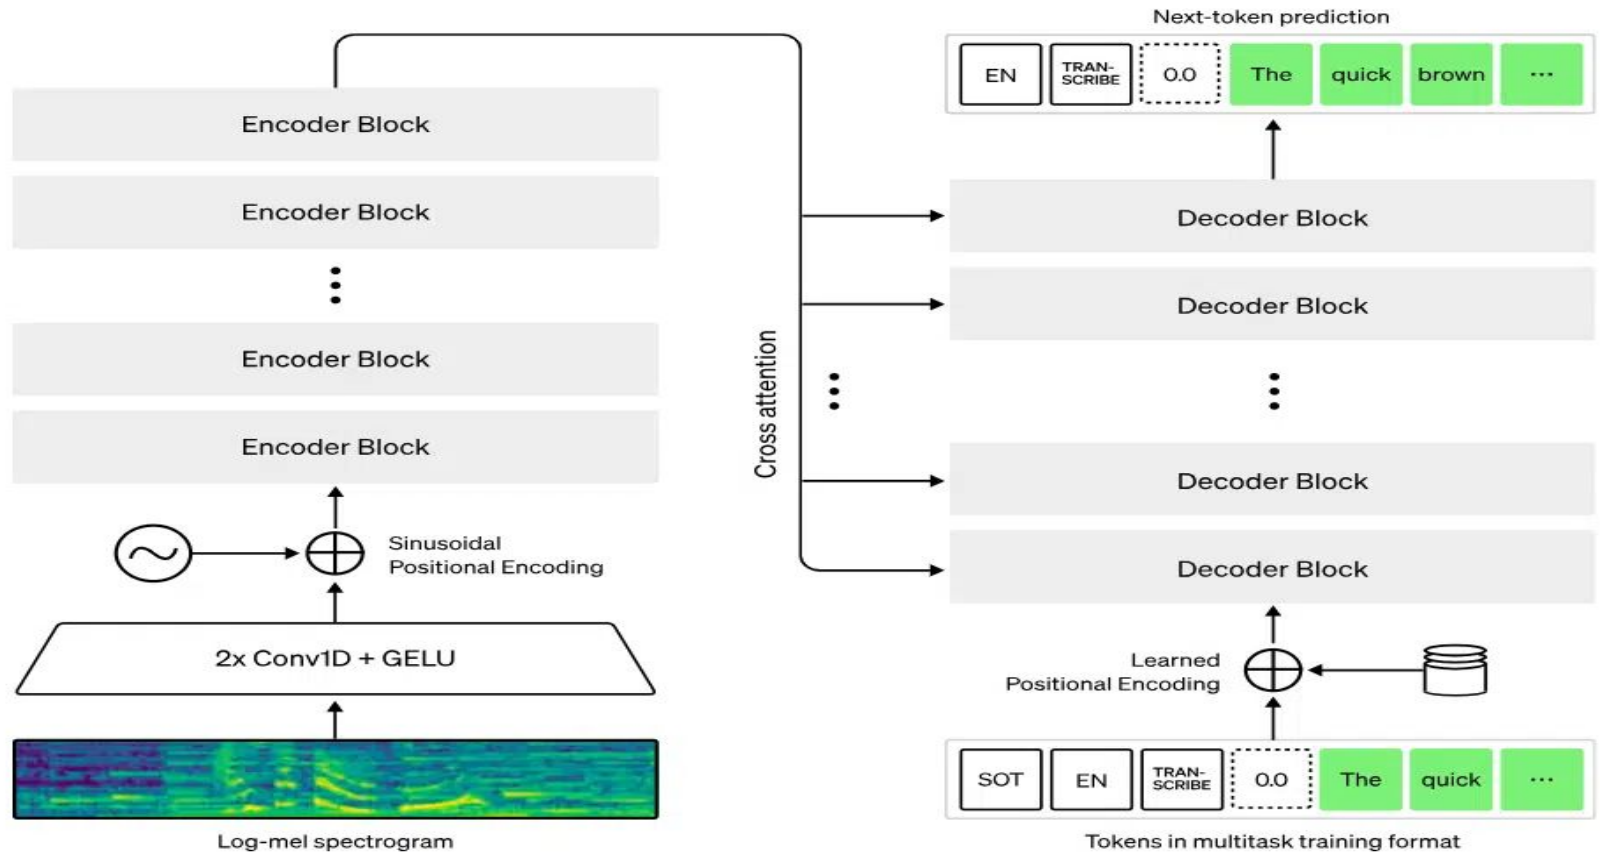 Next-token prediction
EN
TRAN-
SCRIBE
0.0
The
quick
brown
...
Encoder Block
Encoder Block
Encoder Block
Encoder Block
Sinusoidal
Positional Encoding
2x Conv1D + GELU
Log-mel spectrogram
Cross attention
Decoder Block
Decoder Block
Decoder Block
Decoder Block
Learned
Positional Encoding
SOT
EN
TRAN-
SCRIBE
0.0
The
quick
...
Tokens in multitask training format